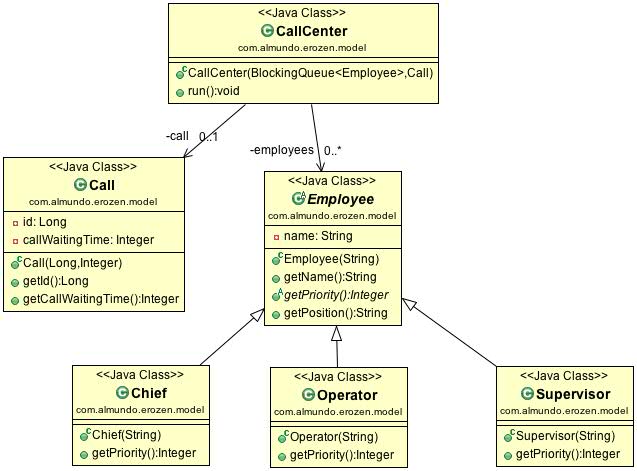 <<Java Class>>
CallCenter
com.almundo.erozen.model
CallCenter(BlockingQueue<Employee>,Call)
run():void
-call 0..1
-employees 0..*
<<Java Class>>
Call
com.almundo.erozen.model
id: Long
callWaitingTime: Integer
Call(Long,Integer)
getId():Long
getCallWaitingTime():Integer
<<Java Class>>
Employee
com.almundo.erozen.model
name: String
Employee(String)
getName():String
getPriority():Integer
getPosition():String
<<Java Class>>
Chief
com.almundo.erozen.model
Chief(String)
getPriority():Integer
<<Java Class>>
Operator
com.almundo.erozen.model
Operator(String)
getPriority():Integer
<<Java Class>>
Supervisor
com.almundo.erozen.model
Supervisor(String)
getPriority():Integer